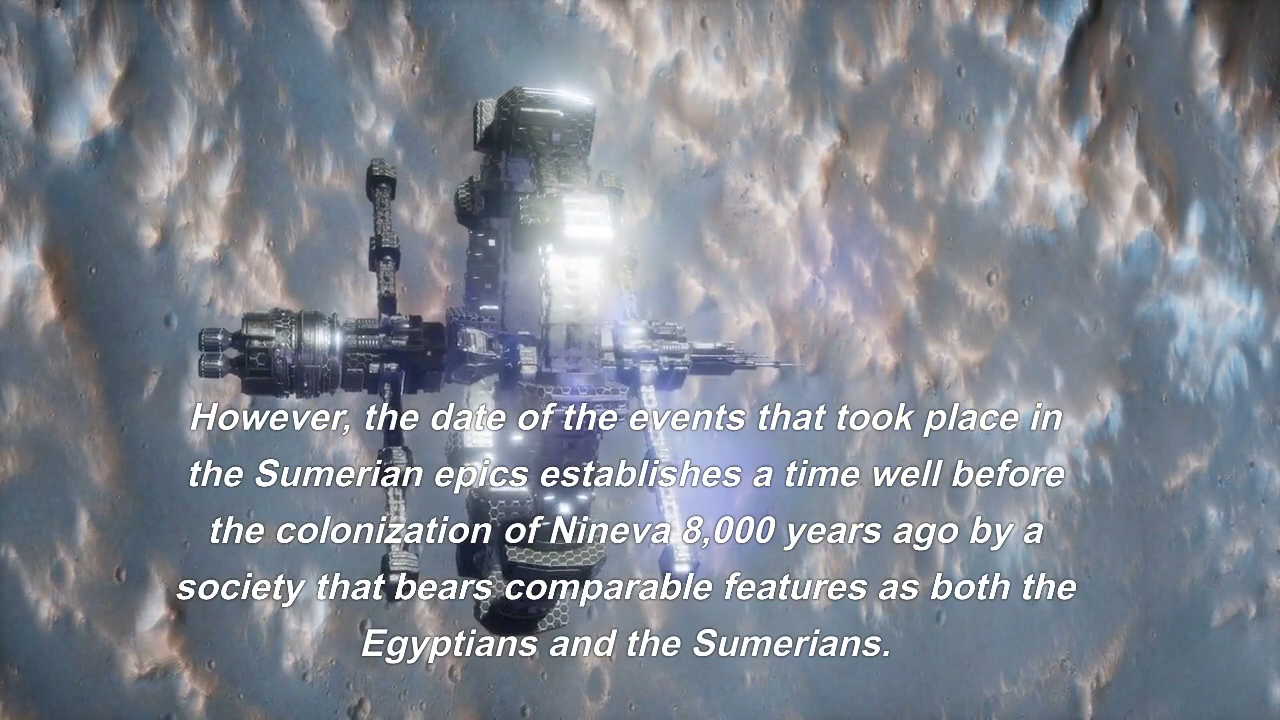 However, the date of the events that took place in
the Sumerian epics establishes a time well before
the colonization of Nineva 8,000 years ago by a
society that bears comparable features as both the
Egyptians and the Sumerians.